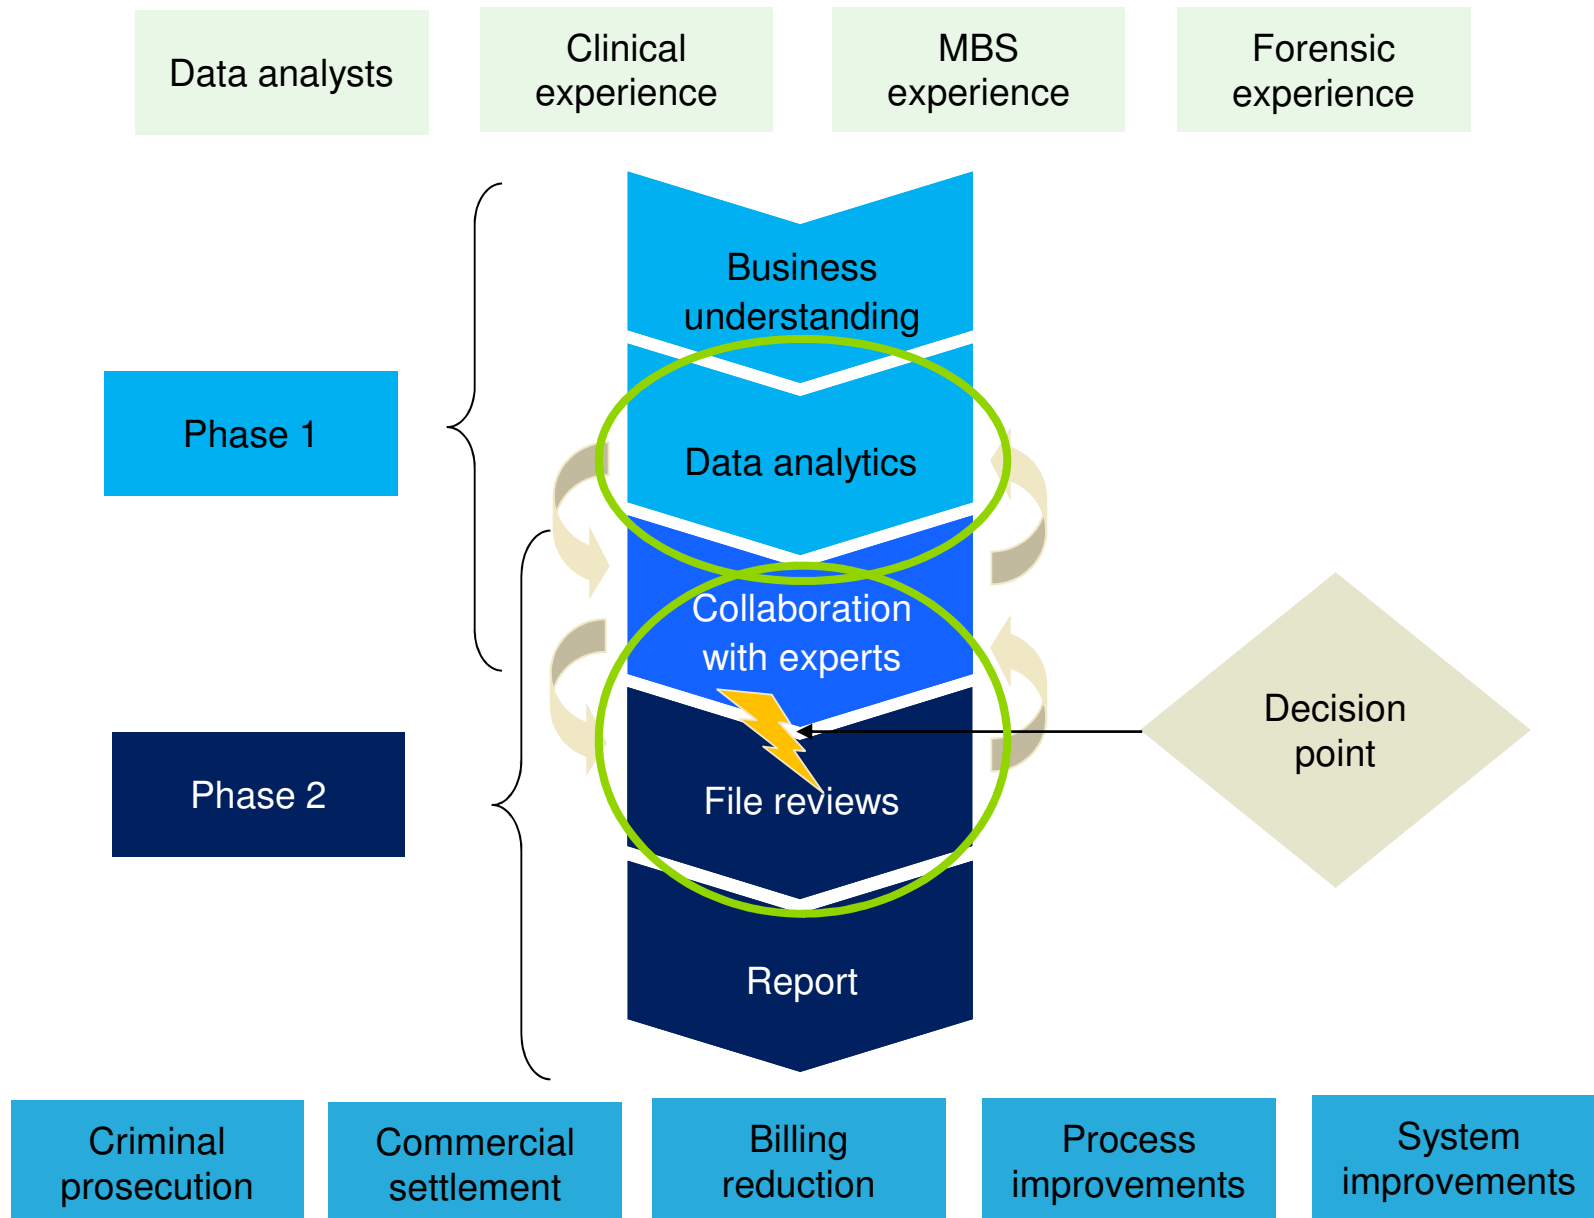 Data analysts
Clinical
experience
MBS
experience
Forensic
experience
Business
understanding
Phase 1
Data analytics
Collaboration
with experts
Decision
point
Phase 2
File reviews
Report
Criminal
prosecution
Commercial
settlement
Billing
reduction
Process
improvements
System
improvements